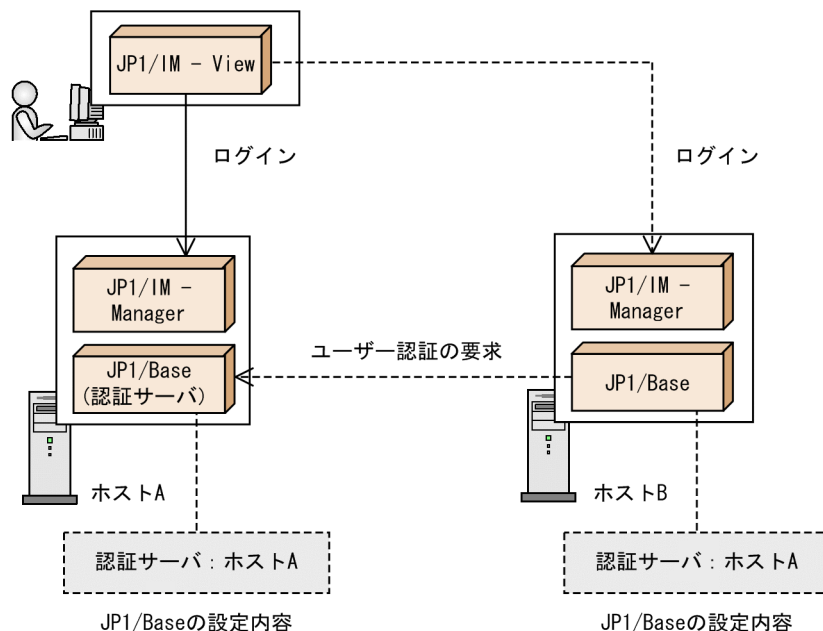 JP1/IM - View
ログイン
ログイン
JP1/IM -
Manager
JP1/IM -
Manager
ユーザー認証の要求
JP1/Base
(認証サーバ)
JP1/Base
ホストA
ホストB
認証サーバ：ホストA
認証サーバ：ホストA
JP1/Baseの設定内容
JP1/Baseの設定内容